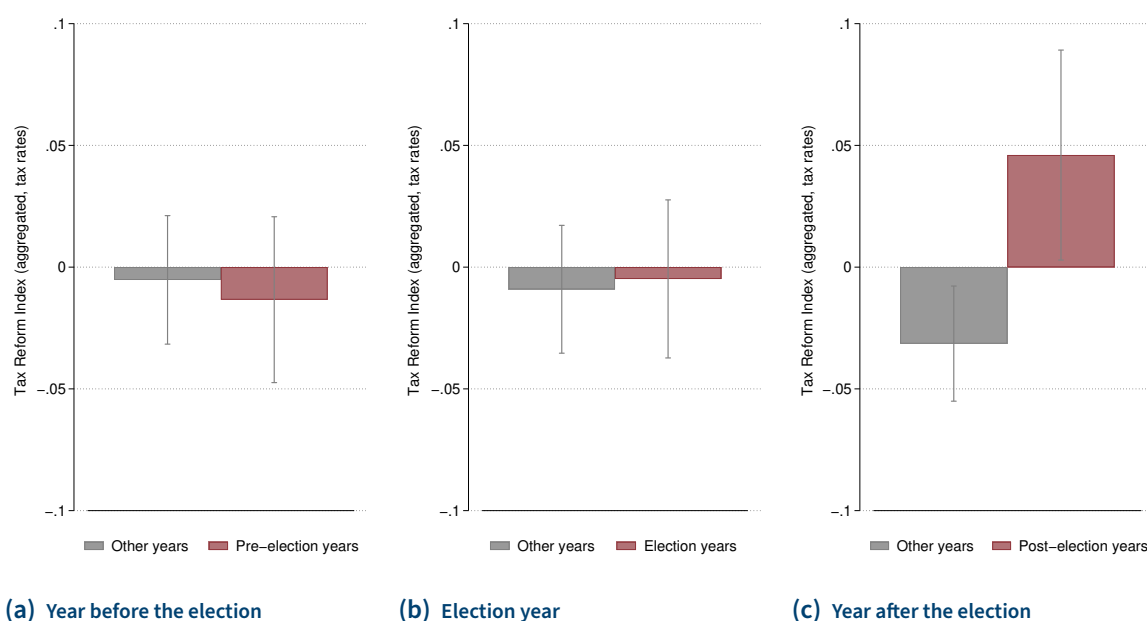 Tax Reform Index (aggregated, tax rates)
.1
.05
0
−.05
−.1
Other years
Pre−election years
(a) Year before the election
Tax Reform Index (aggregated, tax rates)
.1
.05
0
−.05
−.1
Other years
Election years
(b) Election year
Tax Reform Index (aggregated, tax rates)
.1
.05
0
−.05
−.1
Other years
Post−election years
(c) Year after the election